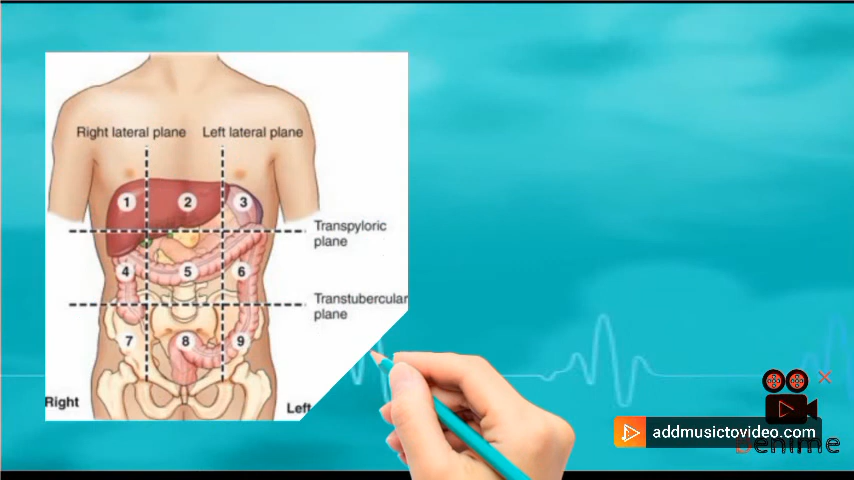 Right lateral plane Left lateral plane
1 2 3
Transpyloric
plane
4 5 6
Transtubercular
plane
7 8 9
Right
Left
addmusictovideo.com
Benime